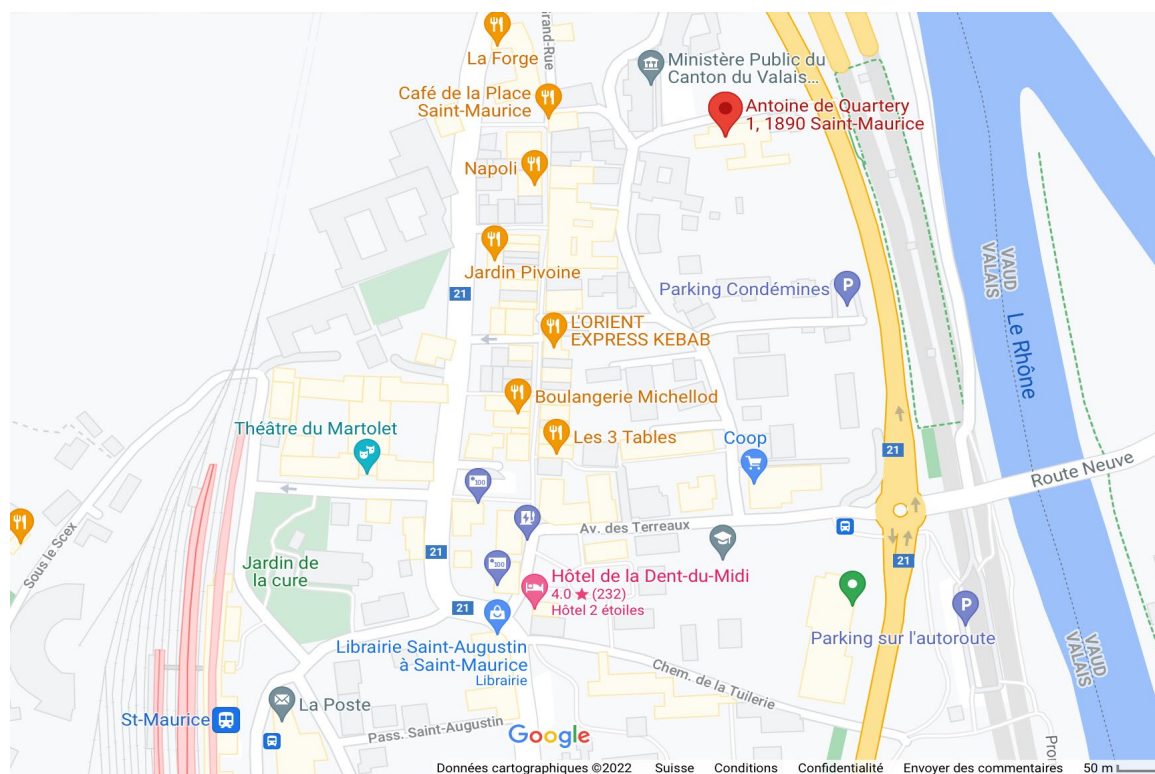 La Forge
Grand-Rue
Café de la Place
Saint-Maurice
Ministère Public du
Canton du Valais...
Antoine de Quartery
1, 1890 Saint-Maurice
Napoli
Jardin Pivoine
21
Parking Condémines
P
L'ORIENT
EXPRESS KEBAB
VAUD
VALAIS
Le Rhône
Boulangerie Michellod
Théâtre du Martolet
Les 3 Tables
Coop
21
Route Neuve
100
Av. des Terreaux
Sous le Scex
21
21
Jardin de
la cure
100
Hôtel de la Dent-du-Midi
4.0 ★ (232)
Hôtel 2 étoiles
21
P
Parking sur l'autoroute
Librairie Saint-Augustin
à Saint-Maurice
Librairie
VAUD
VALAIS
Chem. de la Tuilerie
La Poste
St-Maurice
Pass. Saint-Augustin
Google
Données cartographiques ©2022 Suisse Conditions Confidentialité Envoyer des commentaires 50 m